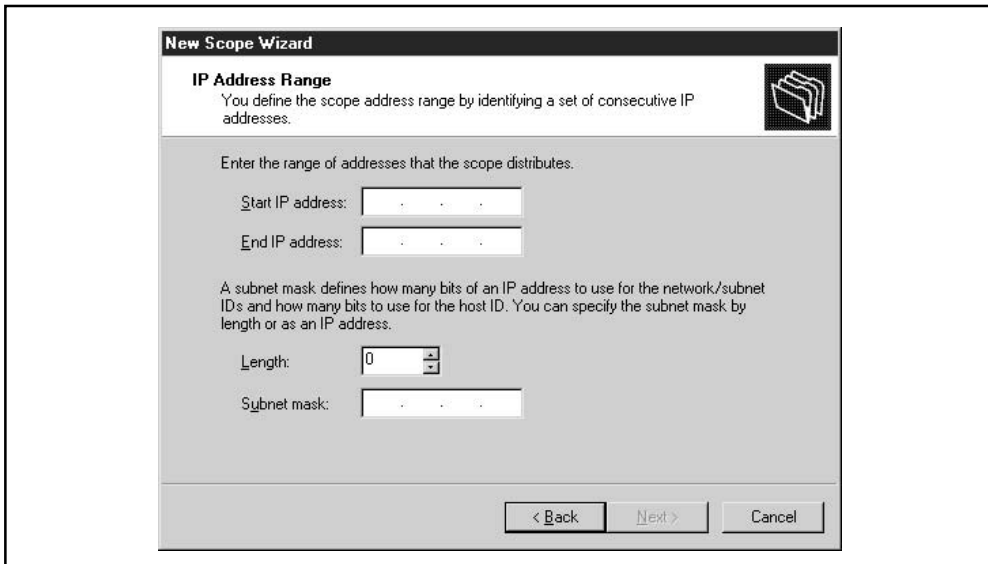 New Scope Wizard
IP Address Range
You define the scope address range by identifying a set of consecutive IP
addresses.
Enter the range of addresses that the scope distributes.
Start IP address: . . .
End IP address: . . .
A subnet mask defines how many bits of an IP address to use for the network/subnet
IDs and how many bits to use for the host ID. You can specify the subnet mask by
length or as an IP address.
Length: 0
Subnet mask: . . .
< Back Next > Cancel